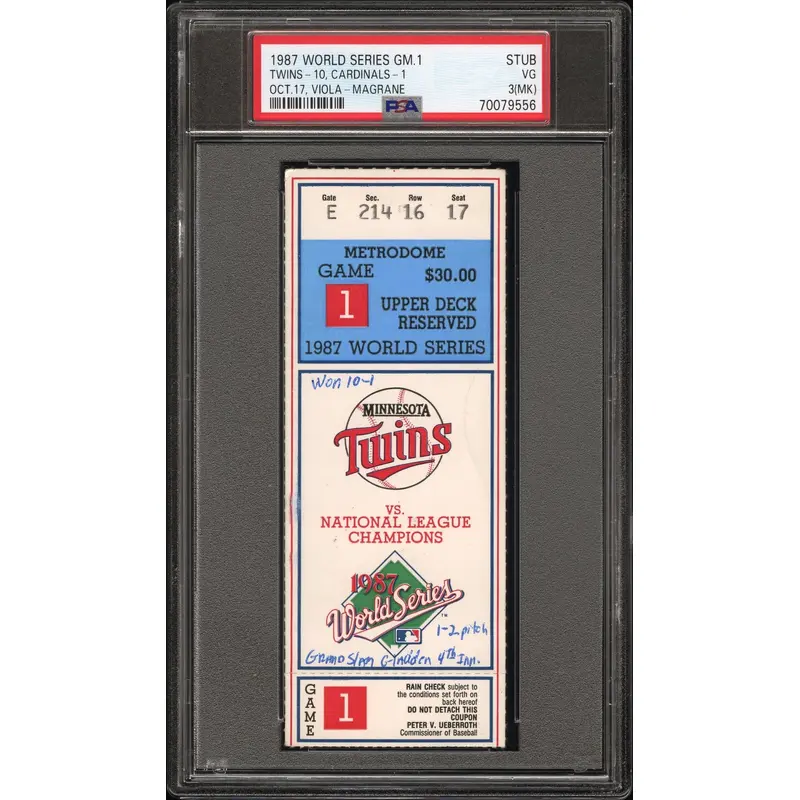 1987 WORLD SERIES GM.1 STUB
TWINS - 10, CARDINALS - 1 VG
OCT.17, VIOLA - MAGRANE 3(MK)
PSA 70079556
Gate Sec. Row Seat
E 214 16 17
METRODOME
GAME $30.00
1 UPPER DECK
RESERVED
1987 WORLD SERIES
Won 10-1
MINNESOTA
Twins
VS.
NATIONAL LEAGUE
CHAMPIONS
1987
World Series
TM
1-2 pitch
Grand Slam Gladden 4th Inn.
GAME
1
RAIN CHECK subject to
the conditions set forth on
back hereof
DO NOT DETACH THIS
COUPON
PETER V. UEBERROTH
Commissioner of Baseball